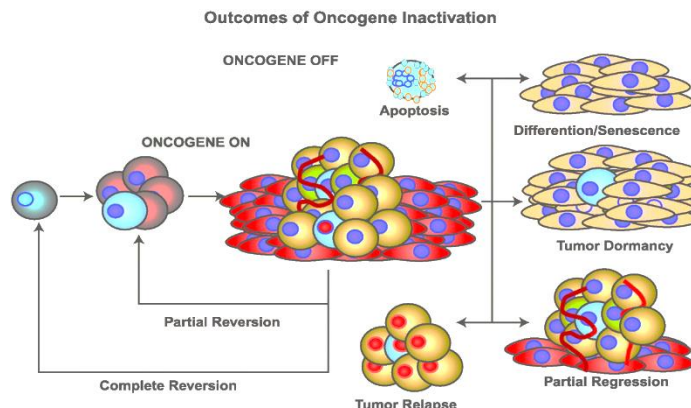 Outcomes of Oncogene Inactivation
ONCOGENE OFF
Apoptosis
Differention/Senescence
ONCOGENE ON
Tumor Dormancy
Partial Reversion
Partial Regression
Complete Reversion
Tumor Relapse